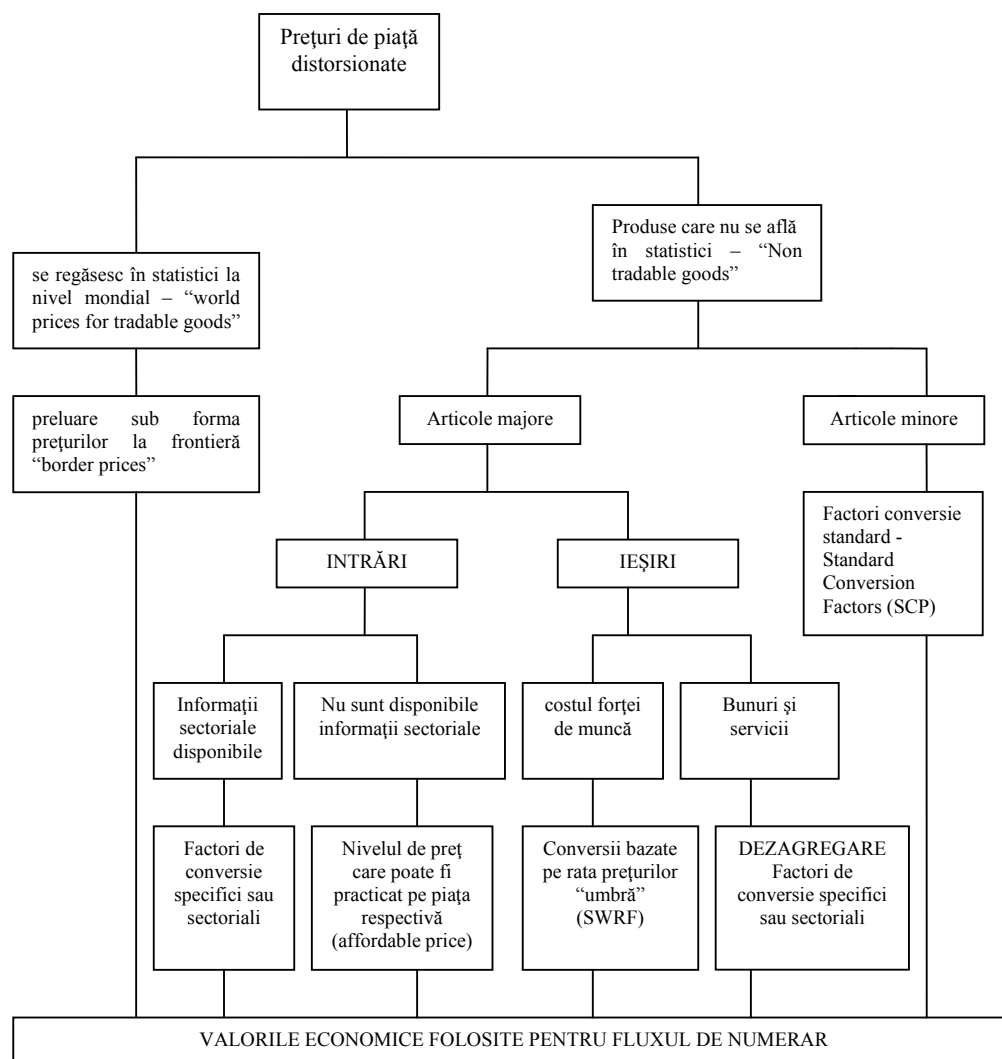 Preţuri de piaţă
distorsionate
Produse care nu se află
în statistici – “Non
tradable goods”
se regăsesc în statistici la
nivel mondial – “world
prices for tradable goods”
preluare sub forma
preţurilor la frontieră
“border prices”
Articole majore
Articole minore
Factori conversie
standard -
Standard
Conversion
Factors (SCP)
INTRĂRI
IEŞIRI
Informaţii
sectoriale
disponibile
Nu sunt disponibile
informaţii sectoriale
costul forţei
de muncă
Bunuri şi
servicii
Factori de
conversie
specifici sau
sectoriali
Nivelul de preţ
care poate fi
practicat pe piaţa
respectivă
(affordable price)
Conversii bazate
pe rata preţurilor
“umbră”
(SWRF)
DEZAGREGARE
Factori de
conversie specifici
sau sectoriali
VALORILE ECONOMICE FOLOSITE PENTRU FLUXUL DE NUMERAR